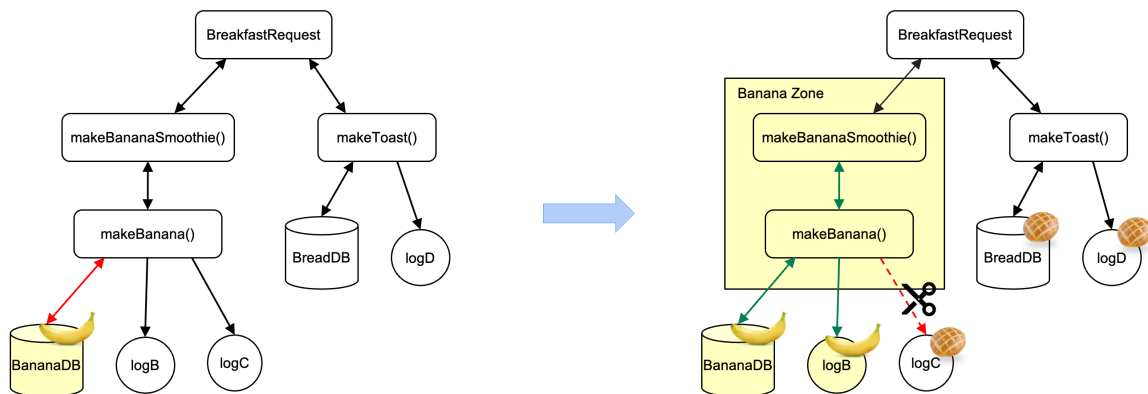 BreakfastRequest
makeBananaSmoothie()
makeToast()
makeBanana()
BreadDB
logD
BananaDB
logB
logC
BreakfastRequest
Banana Zone
makeBananaSmoothie()
makeToast()
makeBanana()
BreadDB
logD
BananaDB
logB
logC